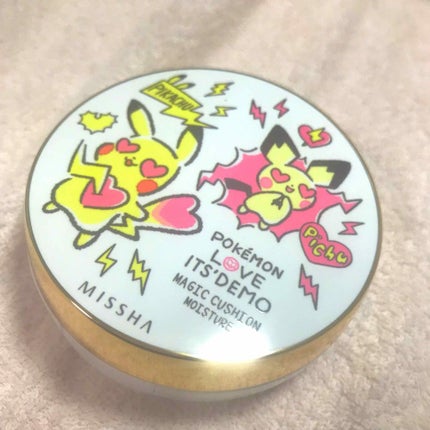 PIKACHU
Pichu
POKÉMON
LOVE
ITS'DEMO
MAGIC CUSHION
MOISTURE
MISSHA